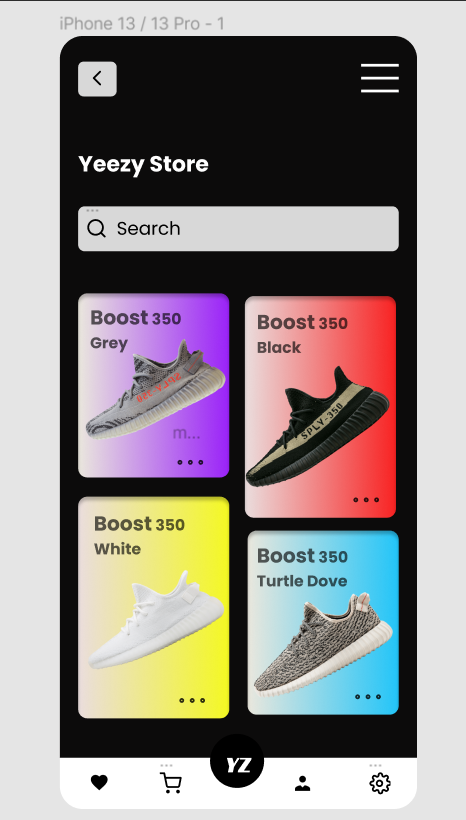 iPhone 13 / 13 Pro - 1
Yeezy Store
Search
Boost 350
Grey
m...
Boost 350
Black
SPLY-350
Boost 350
White
Boost 350
Turtle Dove
YZ